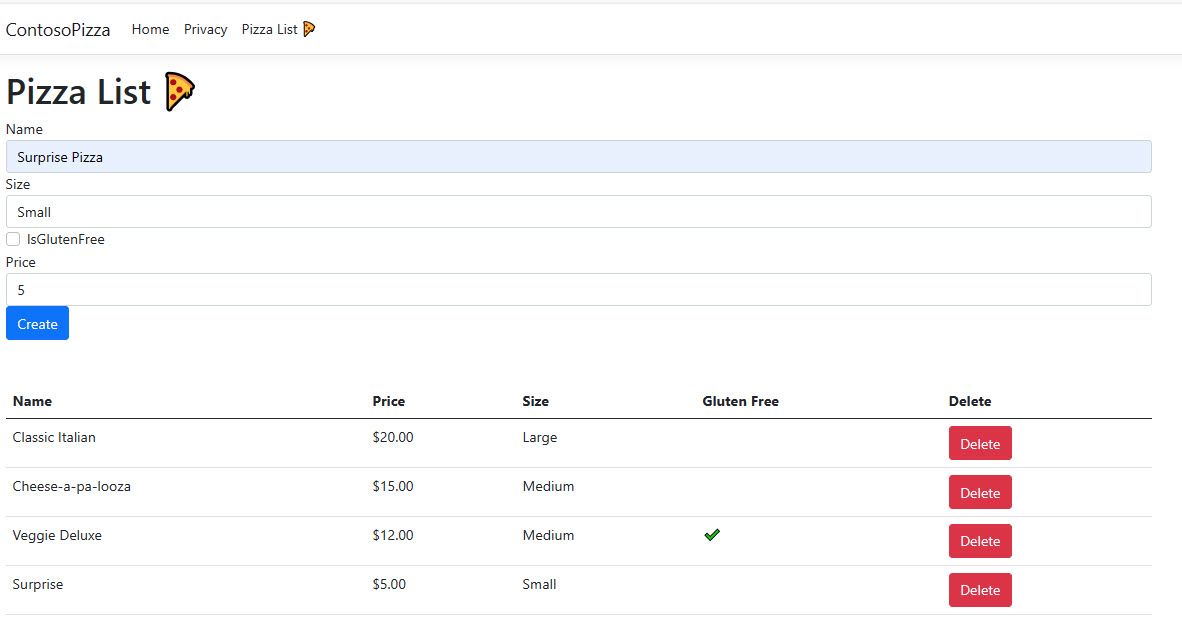 ContosoPizza Home Privacy Pizza List
Pizza List
Name
Surprise Pizza
Size
Small
IsGlutenFree
Price
5
Create
Name Price Size Gluten Free Delete
Classic Italian $20.00 Large Delete
Cheese-a-pa-looza $15.00 Medium Delete
Veggie Deluxe $12.00 Medium Delete
Surprise $5.00 Small Delete